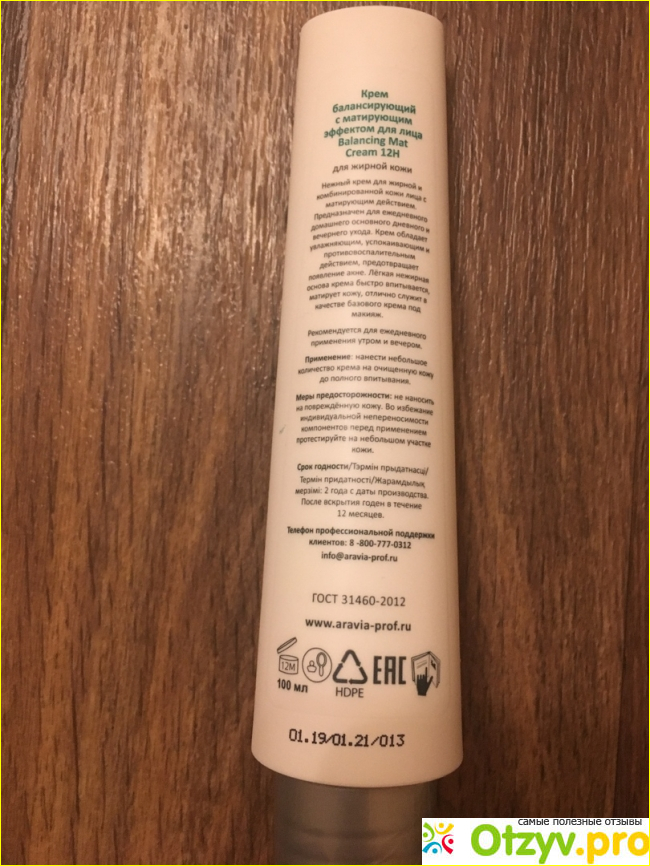 Крем
балансирующий
с матирующим
эффектом для лица
Balancing Mat
Cream 12H
для жирной кожи
Нежный крем для жирной и
комбинированной кожи лица с
матирующим действием.
Предназначен для ежедневного
домашнего основного дневного и
вечернего ухода. Крем обладает
увлажняющим, успокаивающим и
противовоспалительным
действием, предотвращает
появление акне. Лёгкая нежирная
основа крема быстро впитывается,
матирует кожу, отлично служит в
качестве базового крема под
макияж.
Рекомендуется для ежедневного
применения утром и вечером.
Применение: нанести небольшое
количество крема на очищенную кожу
до полного впитывания.
Меры предосторожности: не наносить
на повреждённую кожу. Во избежание
индивидуальной непереносимости
компонентов перед применением
протестируйте на небольшом участке
кожи.
Срок годности/Тэрмін прыдатнасці/
Термін придатності/Жарамдылық
мерзімі: 2 года с даты производства.
После вскрытия годен в течение
12 месяцев.
Телефон профессиональной поддержки
клиентов: 8 -800-777-0312
info@aravia-prof.ru
ГОСТ 31460-2012
www.aravia-prof.ru
12M
EAC
100 мл
HDPE
01.19/01.21/013
самые полезные отзывы
Otzyv.pro